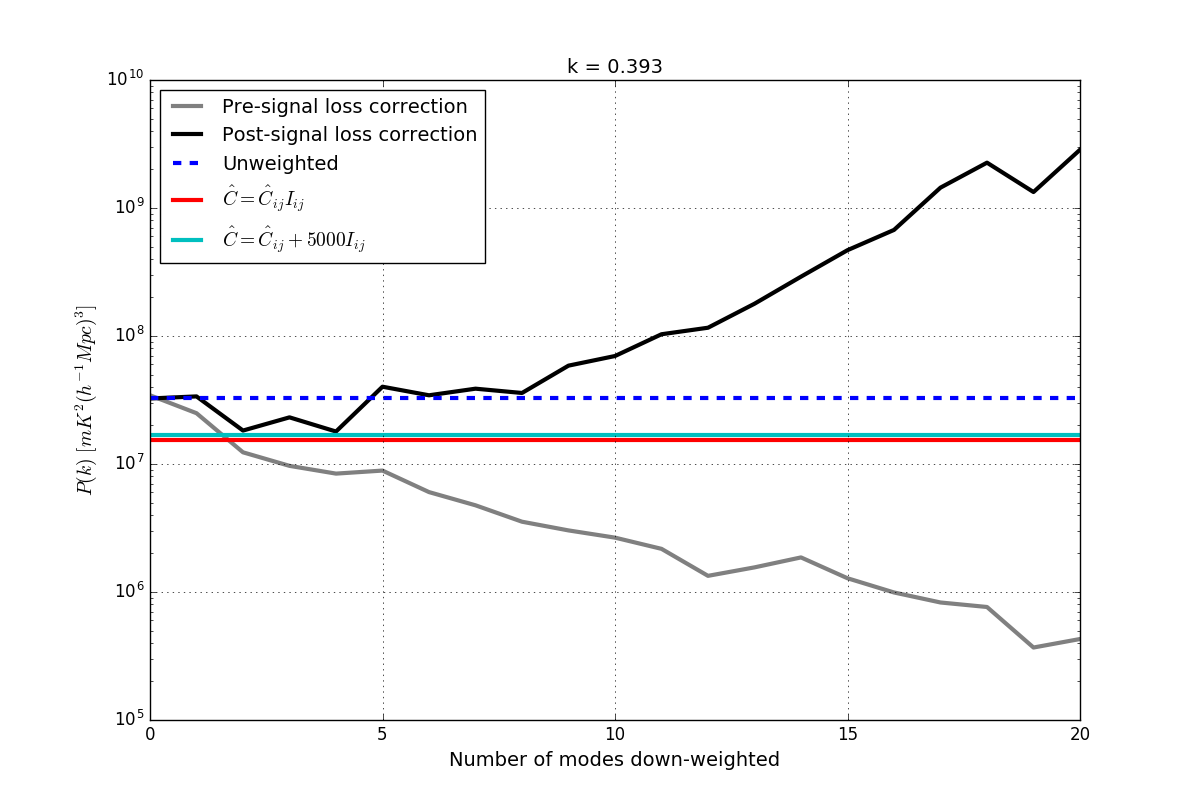 k = 0.393
10^10
Pre-signal loss correction
Post-signal loss correction
Unweighted
Ĉ = Ĉ_ij I_ij
Ĉ = Ĉ_ij + 5000I_ij
10^9
10^8
10^7
10^6
10^5
P(k) [mK^2(h^-1Mpc)^3]
0
5
10
15
20
Number of modes down-weighted